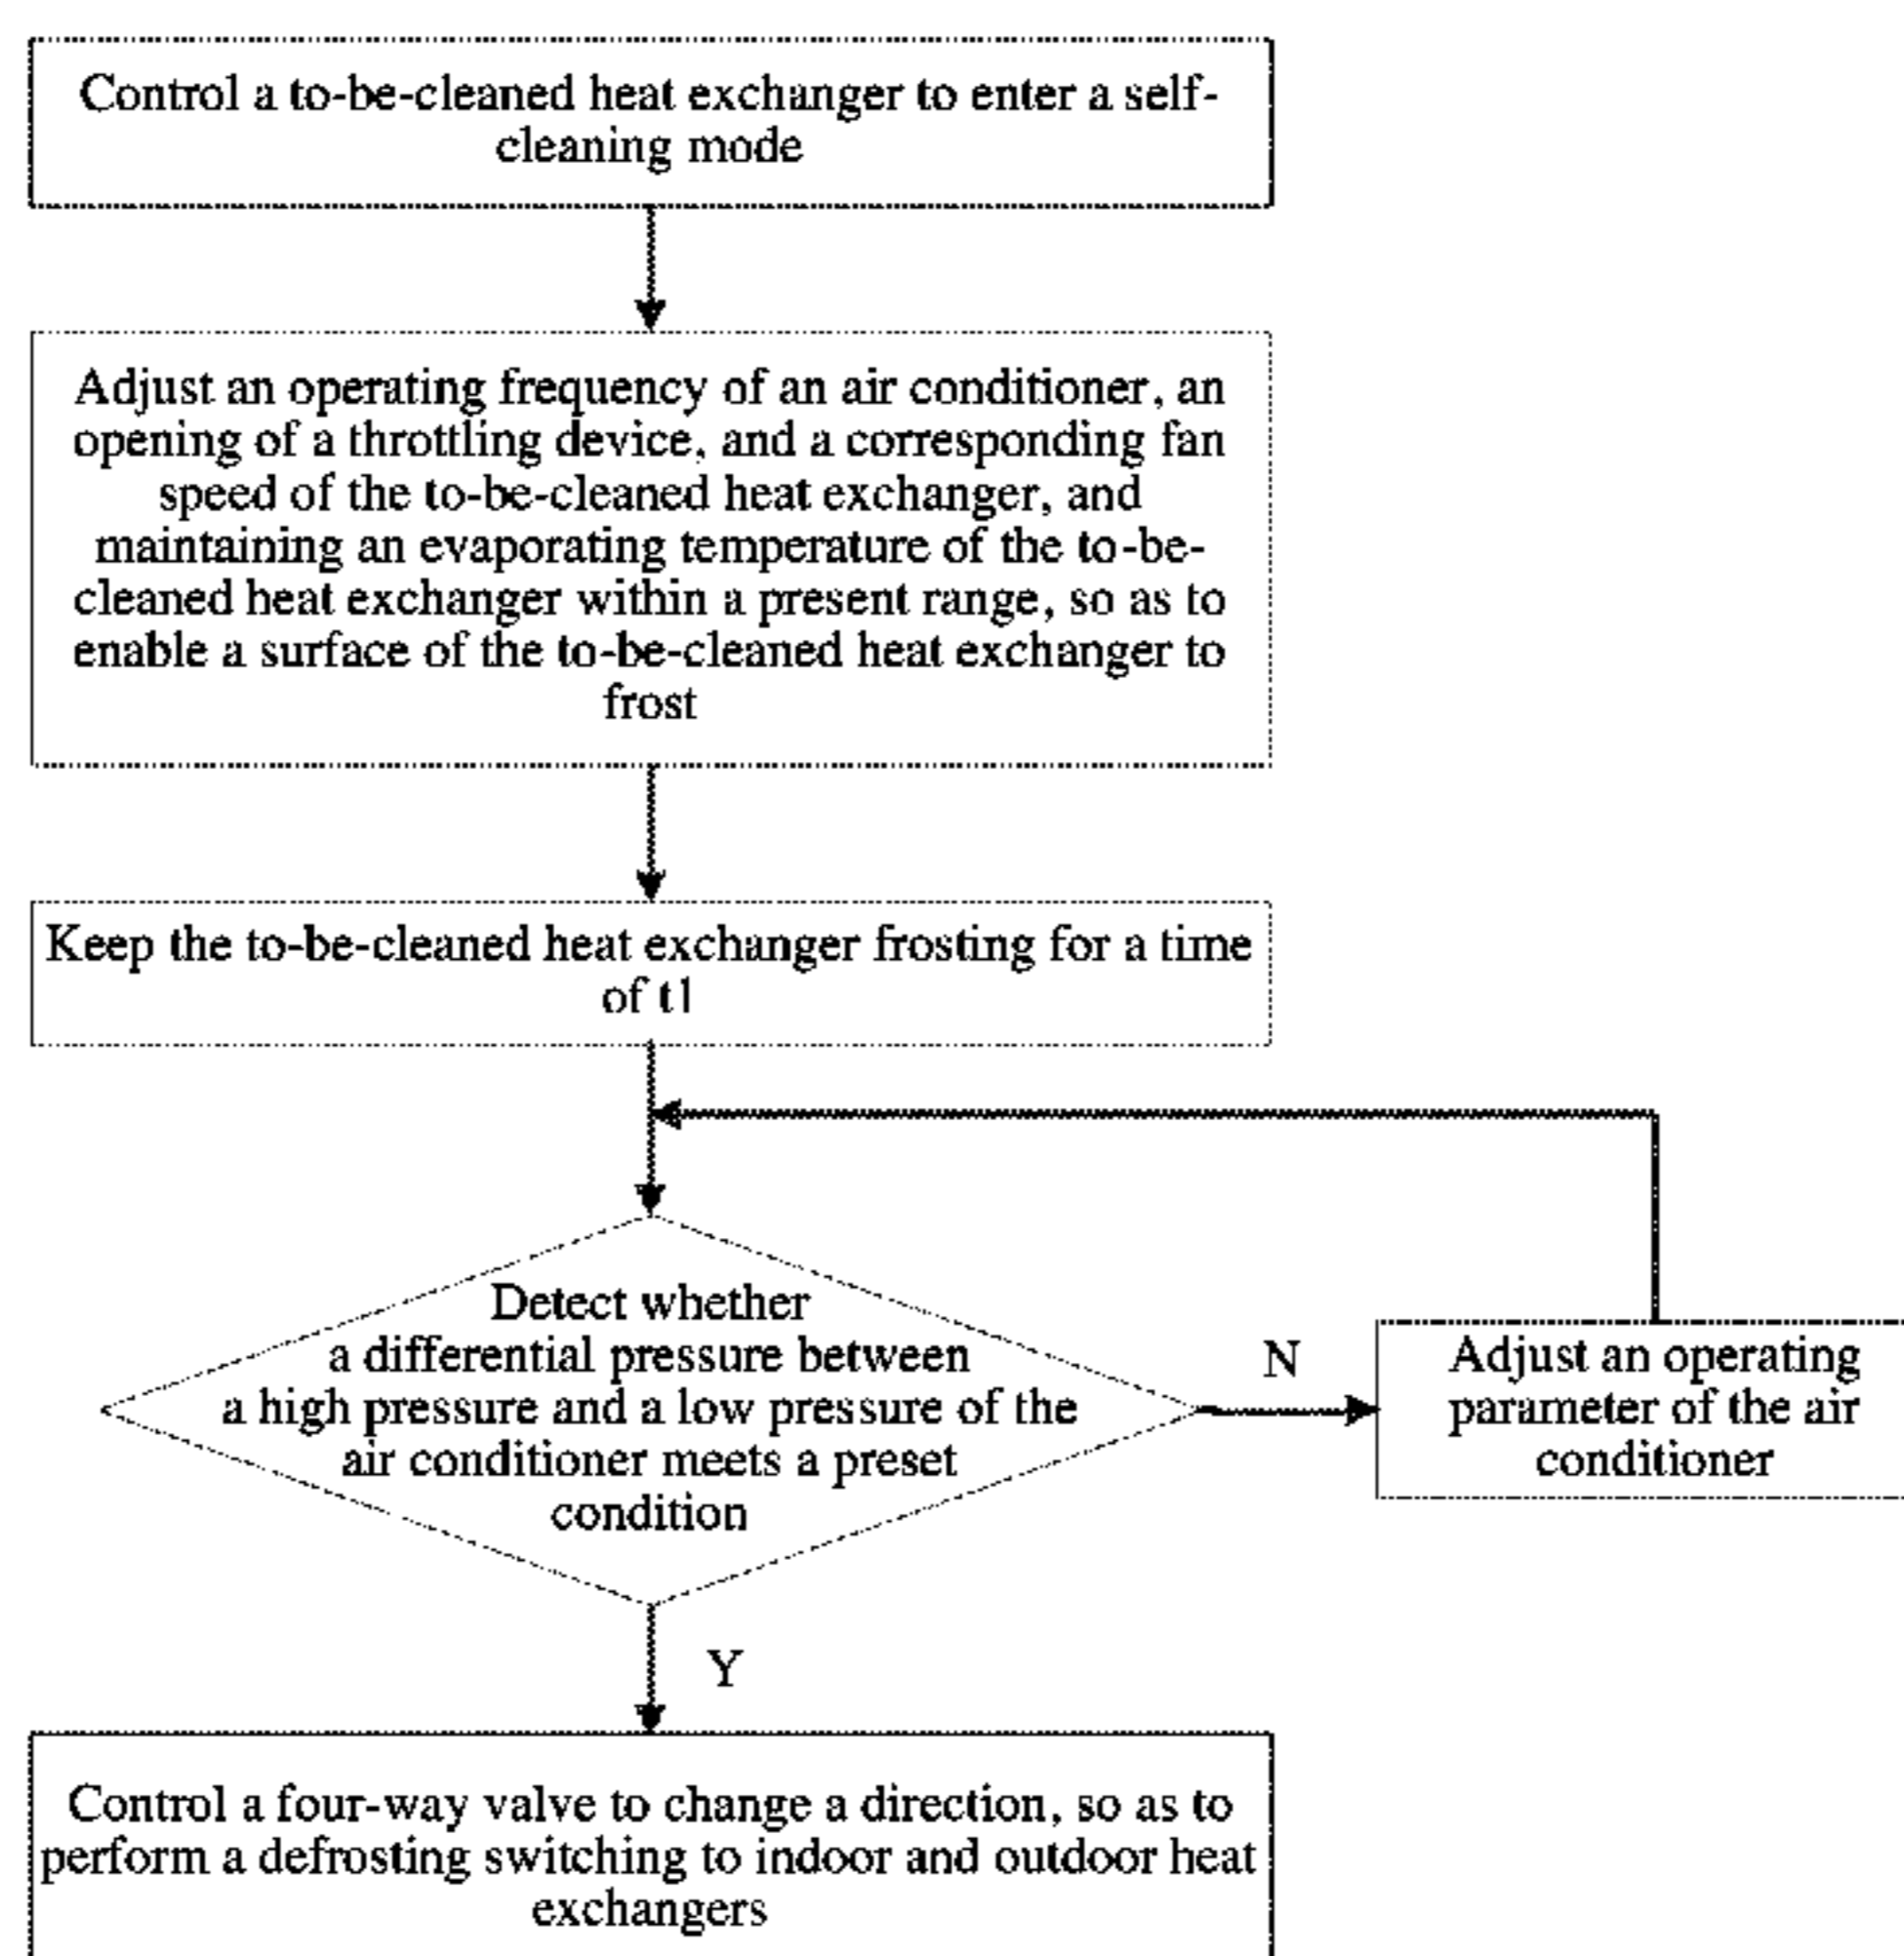 Control a to-be-cleaned heat exchanger to enter a self-
cleaning mode
Adjust an operating frequency of an air conditioner, an
opening of a throttling device, and a corresponding fan
speed of the to-be-cleaned heat exchanger, and
maintaining an evaporating temperature of the to-be-
cleaned heat exchanger within a present range, so as to
enable a surface of the to-be-cleaned heat exchanger to
frost
Keep the to-be-cleaned heat exchanger frosting for a time
of t1
Detect whether
a differential pressure between
a high pressure and a low pressure of the
air conditioner meets a preset
condition
N
Adjust an operating
parameter of the air
conditioner
Y
Control a four-way valve to change a direction, so as to
perform a defrosting switching to indoor and outdoor heat
exchangers